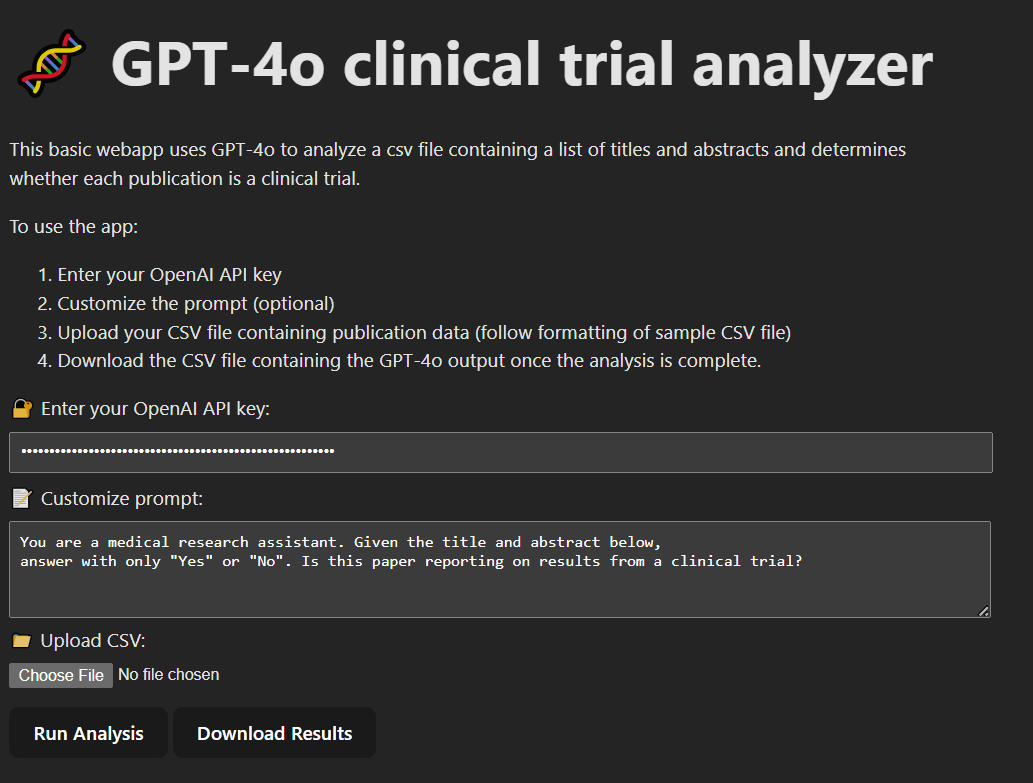 GPT-4o clinical trial analyzer
This basic webapp uses GPT-4o to analyze a csv file containing a list of titles and abstracts and determines
whether each publication is a clinical trial.
To use the app:
1. Enter your OpenAI API key
2. Customize the prompt (optional)
3. Upload your CSV file containing publication data (follow formatting of sample CSV file)
4. Download the CSV file containing the GPT-4o output once the analysis is complete.
Enter your OpenAI API key:
Customize prompt:
You are a medical research assistant. Given the title and abstract below,
answer with only "Yes" or "No". Is this paper reporting on results from a clinical trial?
Upload CSV:
Choose File No file chosen
Run Analysis Download Results